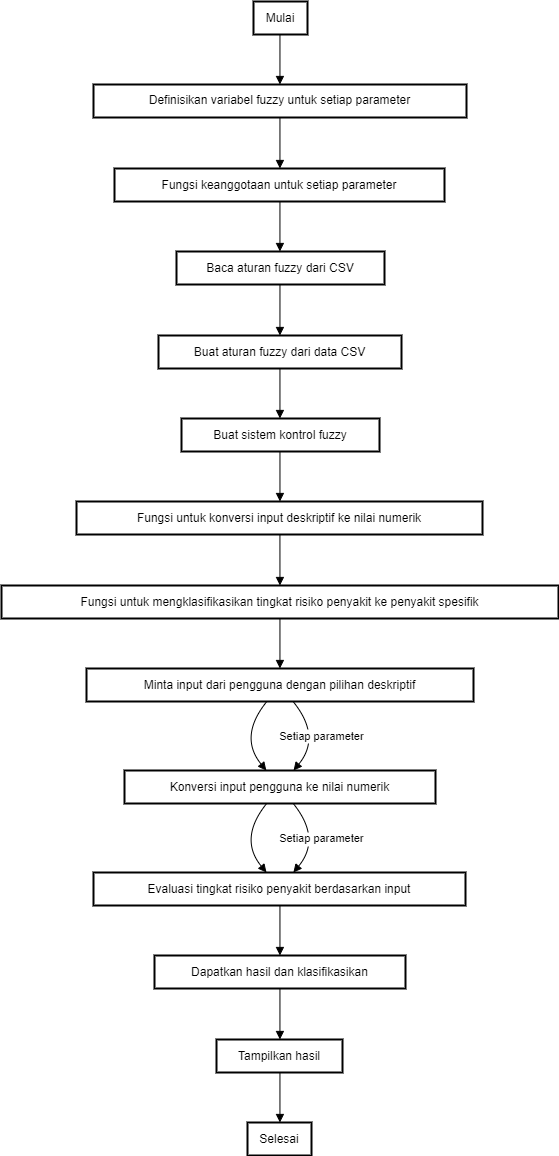 Mulai
Definisikan variabel fuzzy untuk setiap parameter
Fungsi keanggotaan untuk setiap parameter
Baca aturan fuzzy dari CSV
Buat aturan fuzzy dari data CSV
Buat sistem kontrol fuzzy
Fungsi untuk konversi input deskriptif ke nilai numerik
Fungsi untuk mengklasifikasikan tingkat risiko penyakit ke penyakit spesifik
Minta input dari pengguna dengan pilihan deskriptif
Setiap parameter
Konversi input pengguna ke nilai numerik
Setiap parameter
Evaluasi tingkat risiko penyakit berdasarkan input
Dapatkan hasil dan klasifikasikan
Tampilkan hasil
Selesai